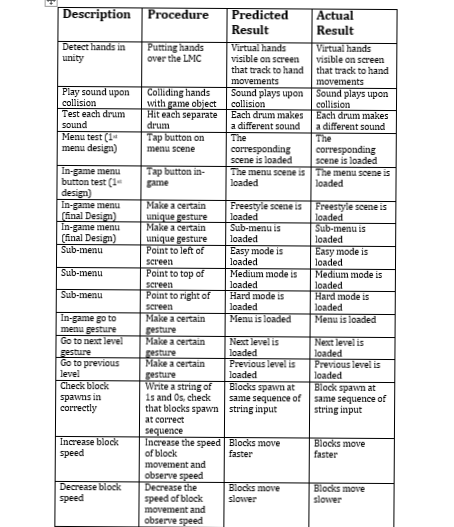 Description Procedure Predicted Actual
Result Result
Detect hands in Putting hands Virtual hands Virtual hands
unity over the LMC visible on screen visible on screen
that track to hand that track to hand
movements movements
Play sound upon Colliding hands Sound plays upon Sound plays upon
collision with game object collision collision
Test each drum Hit each separate Each drum makes Each drum makes
sound drum a different sound a different sound
Menu test (1st Tap button on The The
menu design) menu scene corresponding corresponding
scene is loaded scene is loaded
In-game menu Tap button in- The menu scene is The menu scene is
button test (1st game loaded loaded
design)
In-game menu Make a certain Freestyle scene is Freestyle scene is
(final Design) unique gesture loaded loaded
In-game menu Make a certain Sub-menu is Sub-menu is
(final Design) unique gesture loaded loaded
Sub-menu Point to left of Easy mode is Easy mode is
screen loaded loaded
Sub-menu Point to top of Medium mode is Medium mode is
screen loaded loaded
Sub-menu Point to right of Hard mode is Hard mode is
screen loaded loaded
In-game go to Make a certain Menu is loaded Menu is loaded
menu gesture gesture
Go to next level Make a certain Next level is Next level is
gesture gesture loaded loaded
Go to previous Make a certain Previous level is Previous level is
level gesture loaded loaded
Check block Write a string of Blocks spawn at Block spawn at
spawns in 1s and 0s, check same sequence of same sequence of
correctly that blocks spawn string input string input
at correct
sequence
Increase block Increase the speed Blocks move Blocks move
speed of block faster faster
movement and
observe speed
Decrease block Decrease the Blocks move Blocks move
speed speed of block slower slower
movement and
observe speed